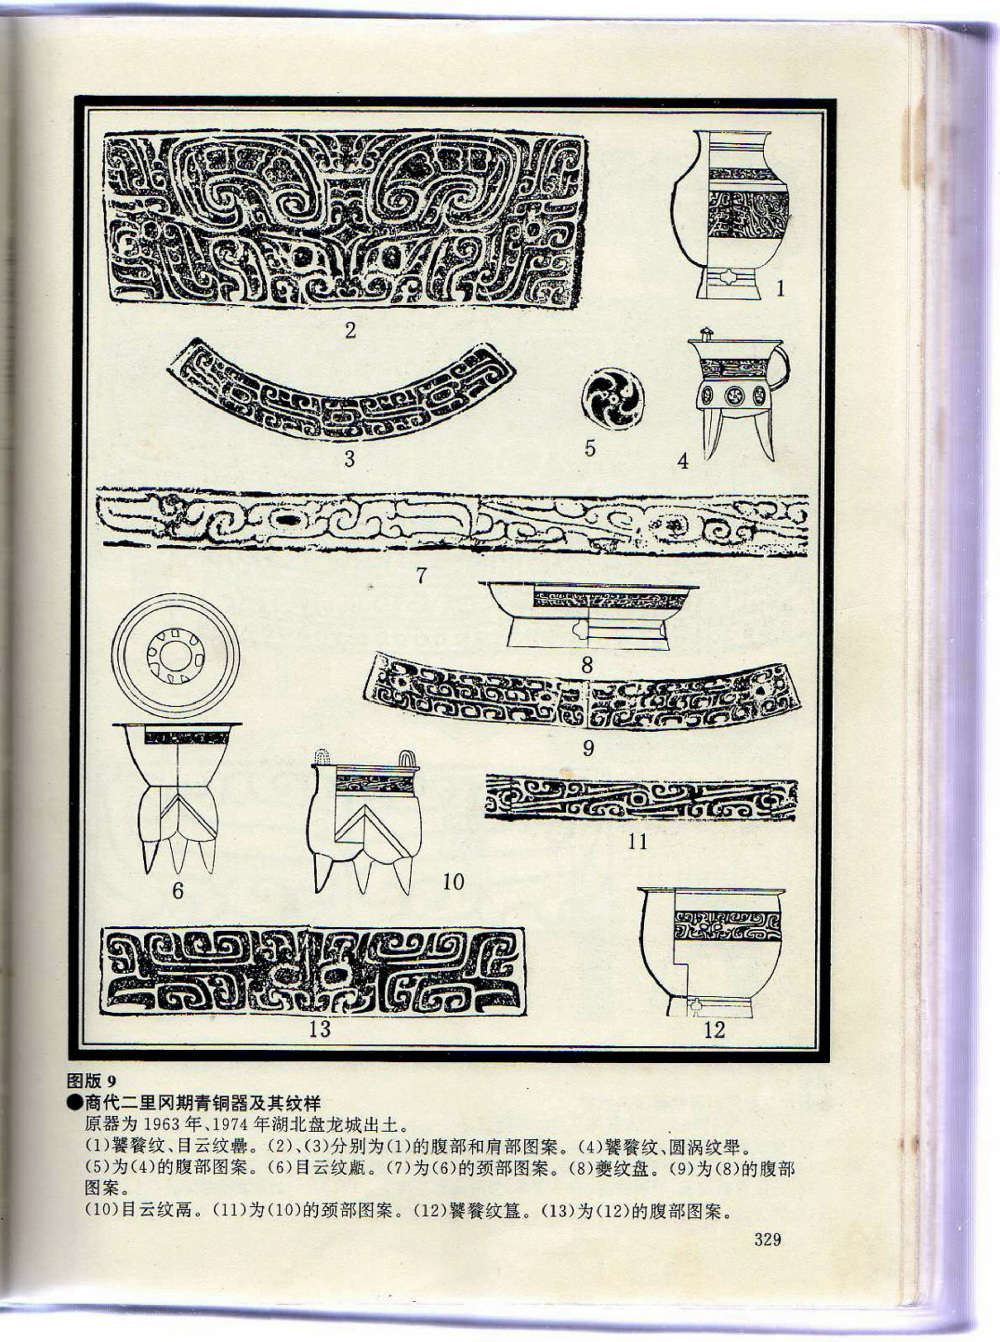 1
2
3
5
4
7
8
9
11
6
10
13
12
图版 9
●商代二里冈期青铜器及其纹样
原器为 1963 年、1974 年湖北盘龙城出土。
(1)饕餮纹、目云纹罍。(2)、(3)分别为(1)的腹部和肩部图案。(4)饕餮纹、圆涡纹斝。
(5)为(4)的腹部图案。(6)目云纹甗。(7)为(6)的颈部图案。(8)夔纹盘。(9)为(8)的腹部
图案。
(10)目云纹鬲。(11)为(10)的颈部图案。(12)饕餮纹簋。(13)为(12)的腹部图案。
329